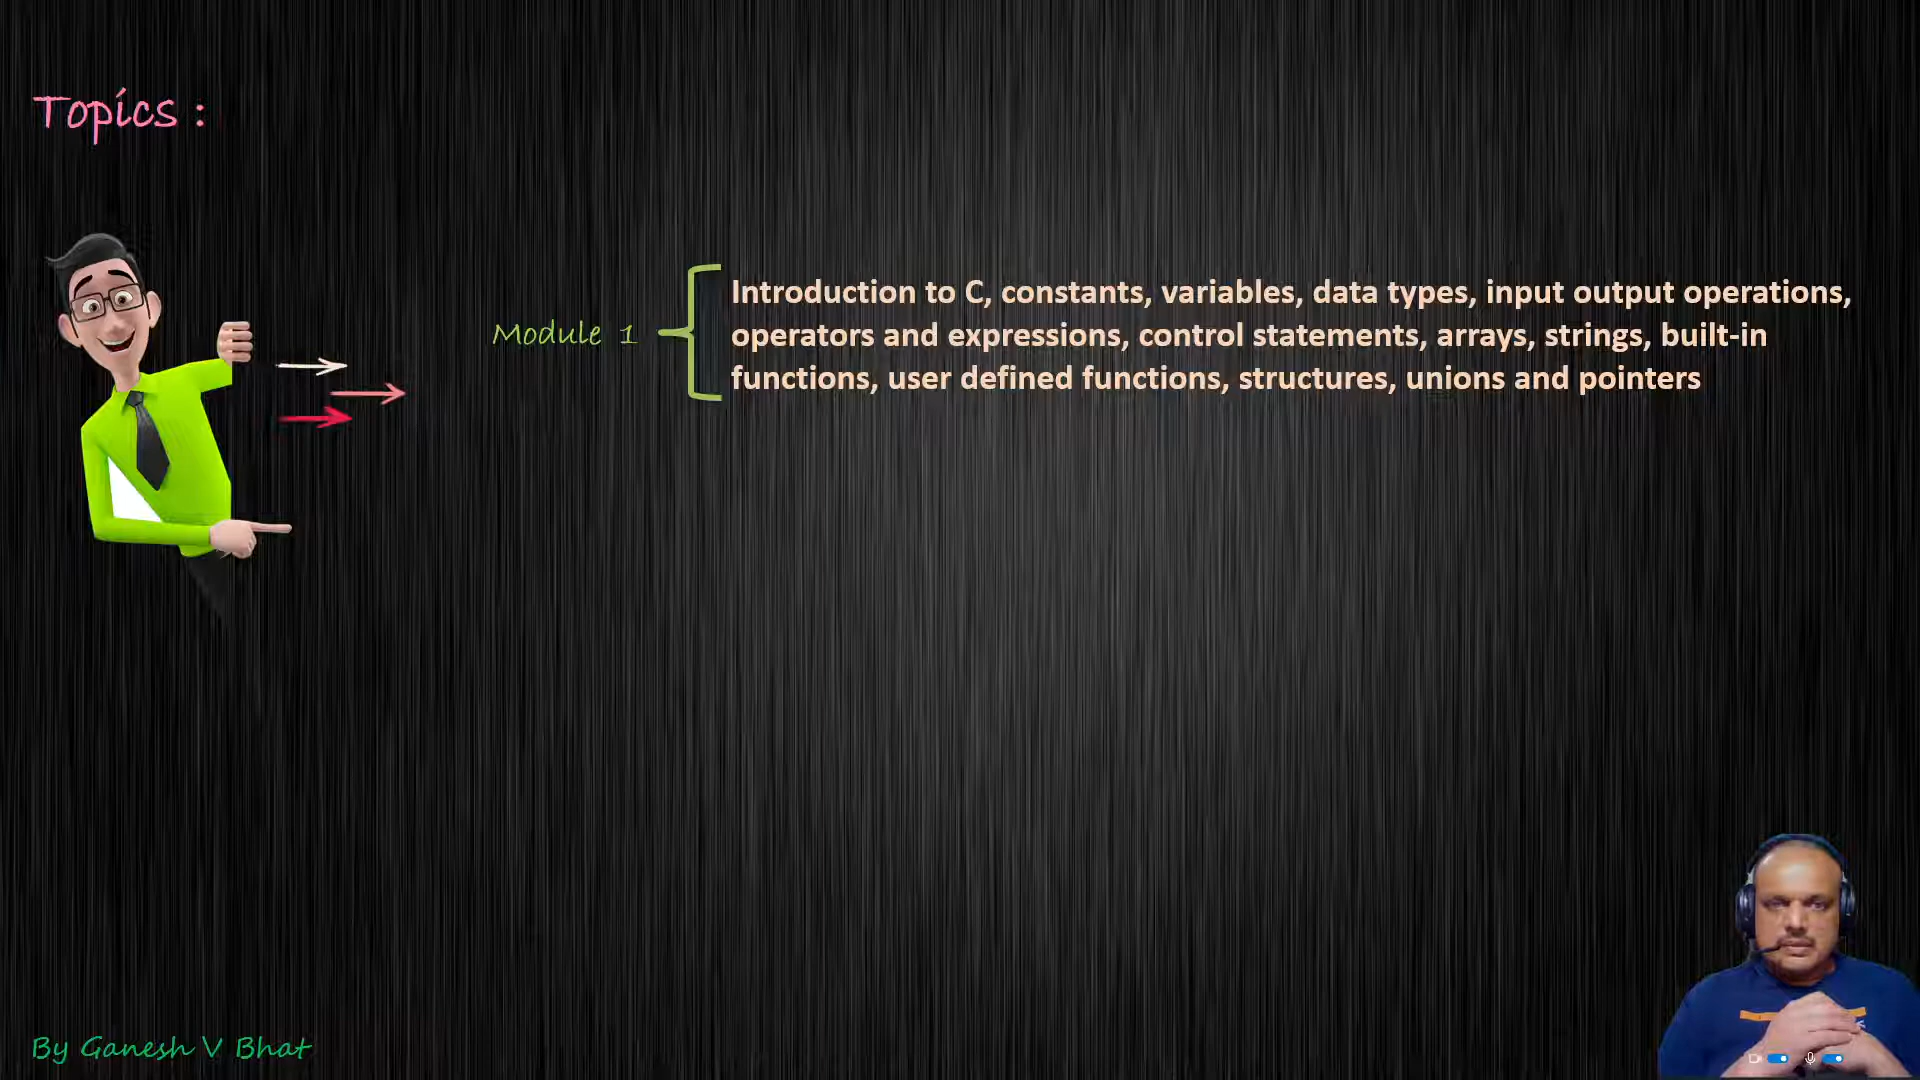 Topics :
Module 1
Introduction to C, constants, variables, data types, input output operations,
operators and expressions, control statements, arrays, strings, built-in
functions, user defined functions, structures, unions and pointers
By Ganesh V Bhat